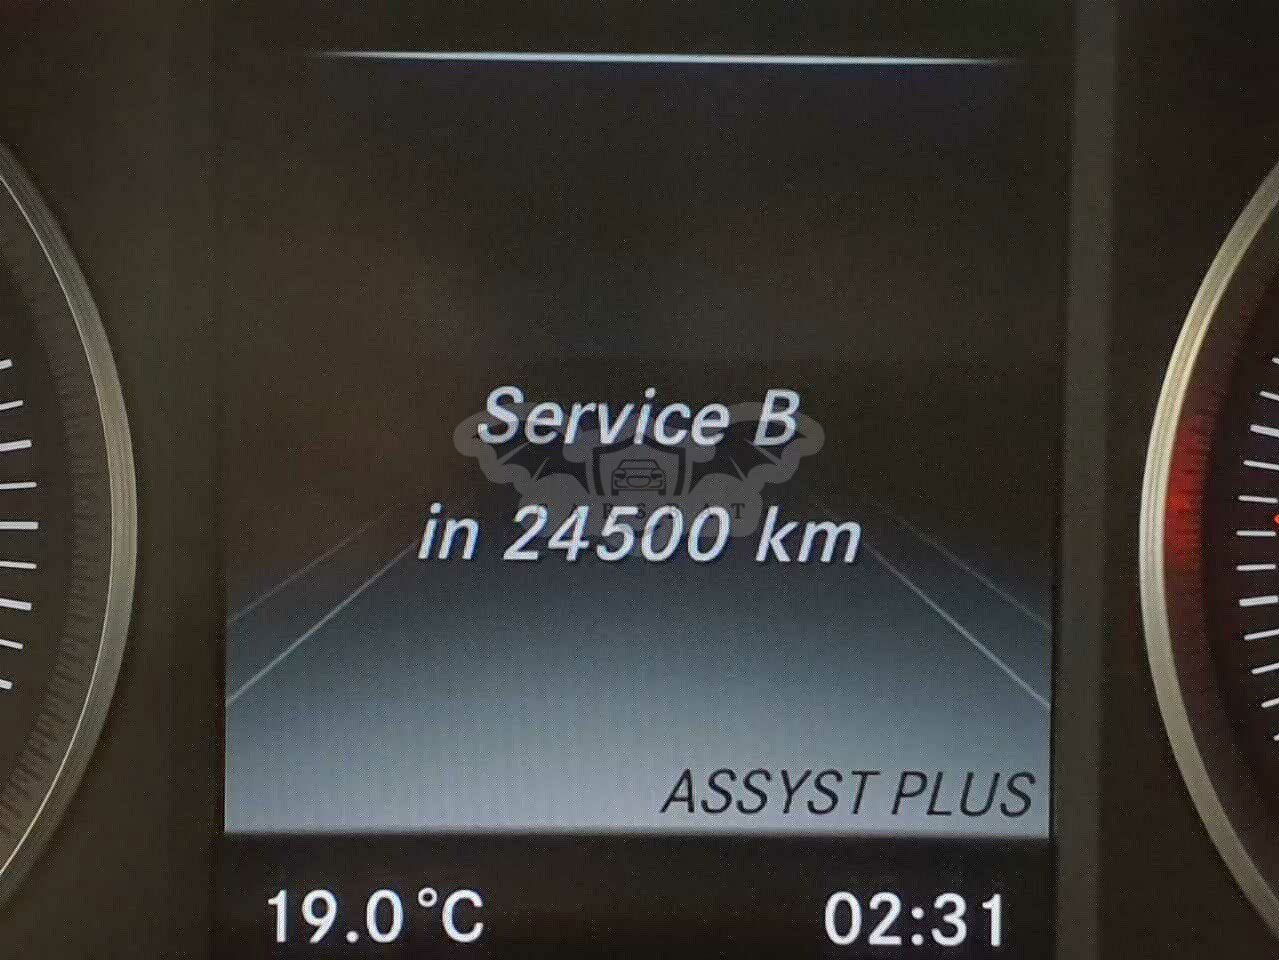 Service B
in 24500 km
ASSYST PLUS
19.0°C
02:31